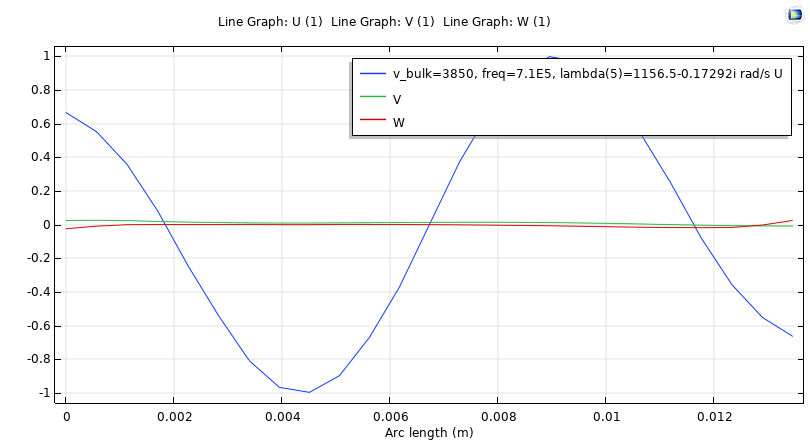 Line Graph: U (1)  Line Graph: V (1)  Line Graph: W (1)
v_bulk=3850, freq=7.1E5, lambda(5)=1156.5-0.17292i rad/s U
V
W
1
0.8
0.6
0.4
0.2
0
-0.2
-0.4
-0.6
-0.8
-1
0 0.002 0.004 0.006 0.008 0.01 0.012
Arc length (m)